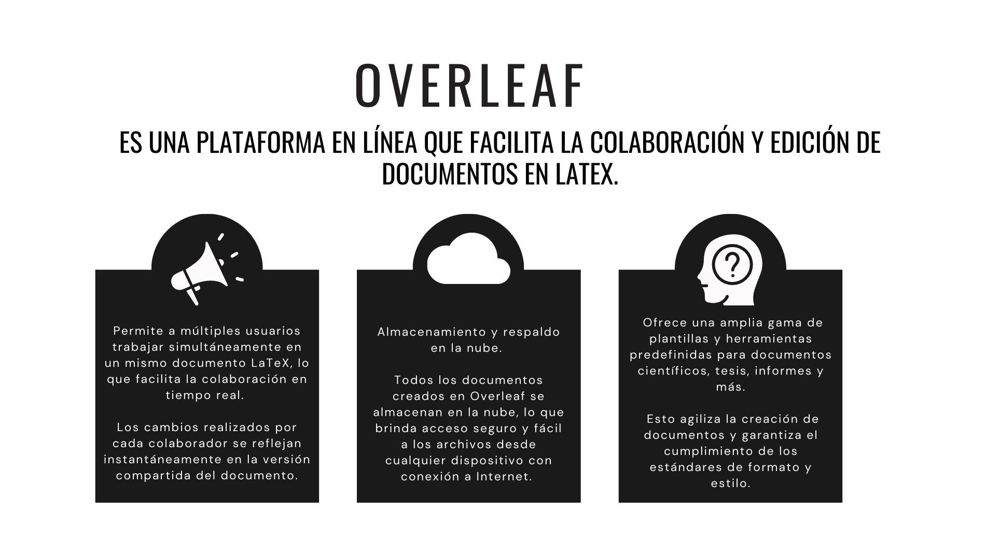 OVERLEAF
ES UNA PLATAFORMA EN LÍNEA QUE FACILITA LA COLABORACIÓN Y EDICIÓN DE
DOCUMENTOS EN LATEX.
Permite a múltiples usuarios
trabajar simultáneamente en
un mismo documento LaTeX, lo
que facilita la colaboración en
tiempo real.
Los cambios realizados por
cada colaborador se reflejan
instantáneamente en la versión
compartida del documento.
Almacenamiento y respaldo
en la nube.
Todos los documentos
creados en Overleaf se
almacenan en la nube, lo que
brinda acceso seguro y fácil
a los archivos desde
cualquier dispositivo con
conexión a Internet.
?
Ofrece una amplia gama de
plantillas y herramientas
predefinidas para documentos
científicos, tesis, informes y
más.
Esto agiliza la creación de
documentos y garantiza el
cumplimiento de los
estándares de formato y
estilo.